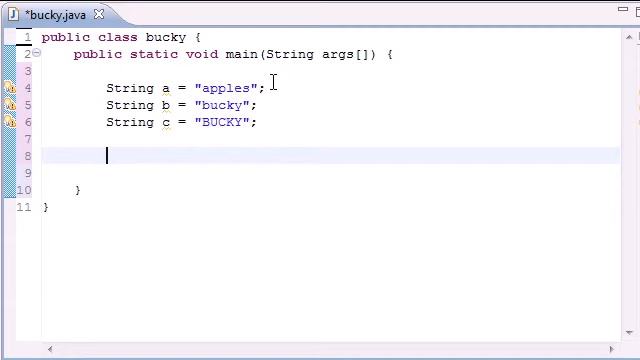 *bucky.java
1 public class bucky {
2 public static void main(String args[]) {
3
4 String a = "apples";
5 String b = "bucky";
6 String c = "BUCKY";
7
8
9
10 }
11 }